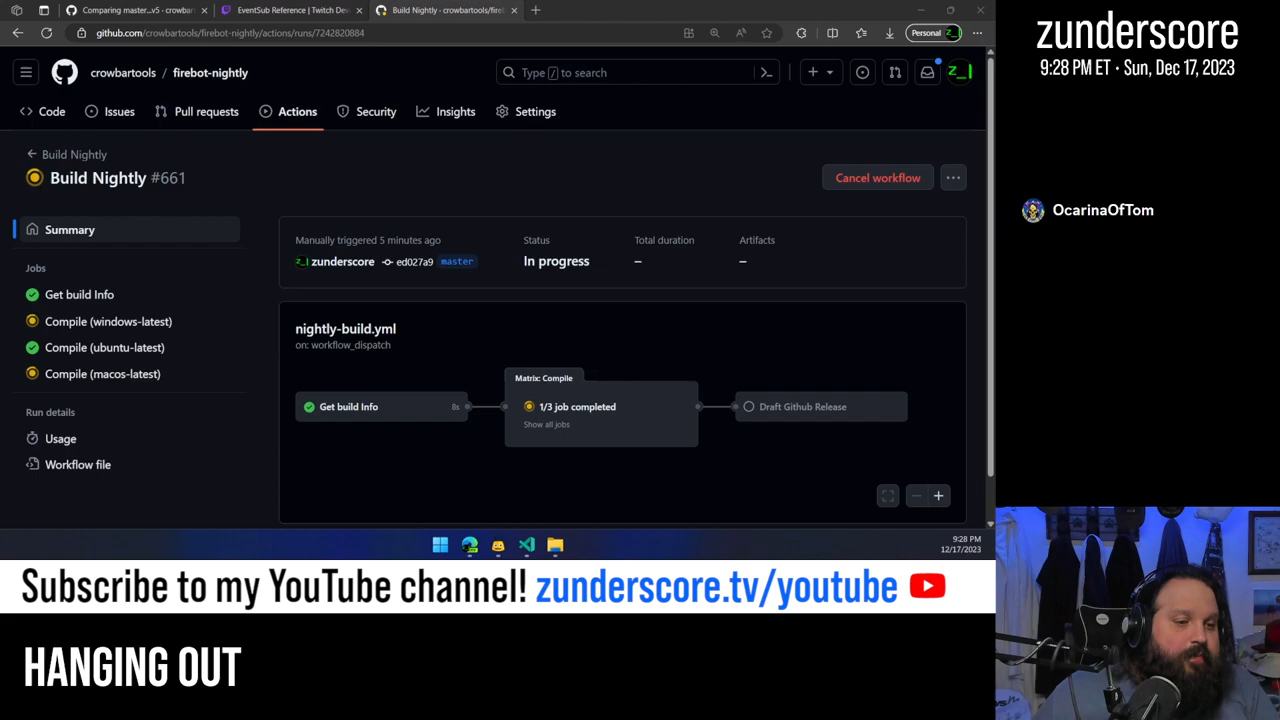 Comparing master...v5 · crowbar
EventSub Reference | Twitch Dev
Build Nightly · crowbartools/fire
github.com/crowbartools/firebot-nightly/actions/runs/7242820884
Personal
crowbartools / firebot-nightly
Type / to search
Code
Issues
Pull requests
Actions
Security
Insights
Settings
Build Nightly
Build Nightly #661
Cancel workflow
Summary
Jobs
Get build Info
Compile (windows-latest)
Compile (ubuntu-latest)
Compile (macos-latest)
Run details
Usage
Workflow file
Manually triggered 5 minutes ago
zunderscore ed027a9 master
Status
In progress
Total duration
–
Artifacts
–
nightly-build.yml
on: workflow_dispatch
Get build Info 8s
Matrix: Compile
1/3 job completed
Show all jobs
Draft Github Release
9:28 PM
12/17/2023
zunderscore
9:28 PM ET · Sun, Dec 17, 2023
OcarinaOfTom
Subscribe to my YouTube channel! zunderscore.tv/youtube
HANGING OUT